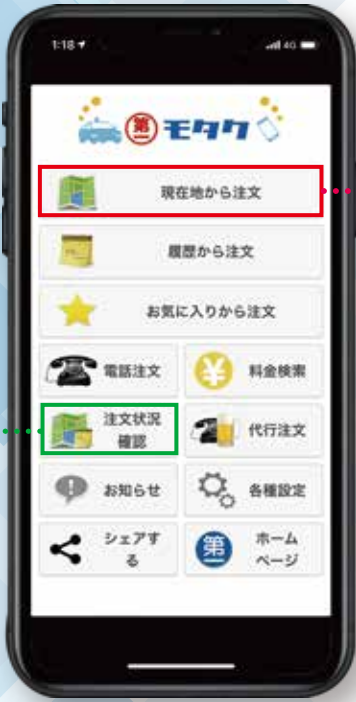 1:18
4G
第一 モタク
現在地から注文
履歴から注文
お気に入りから注文
電話注文
料金検索
注文状況
確認
代行注文
お知らせ
各種設定
シェアす
る
第一
ホーム
ページ